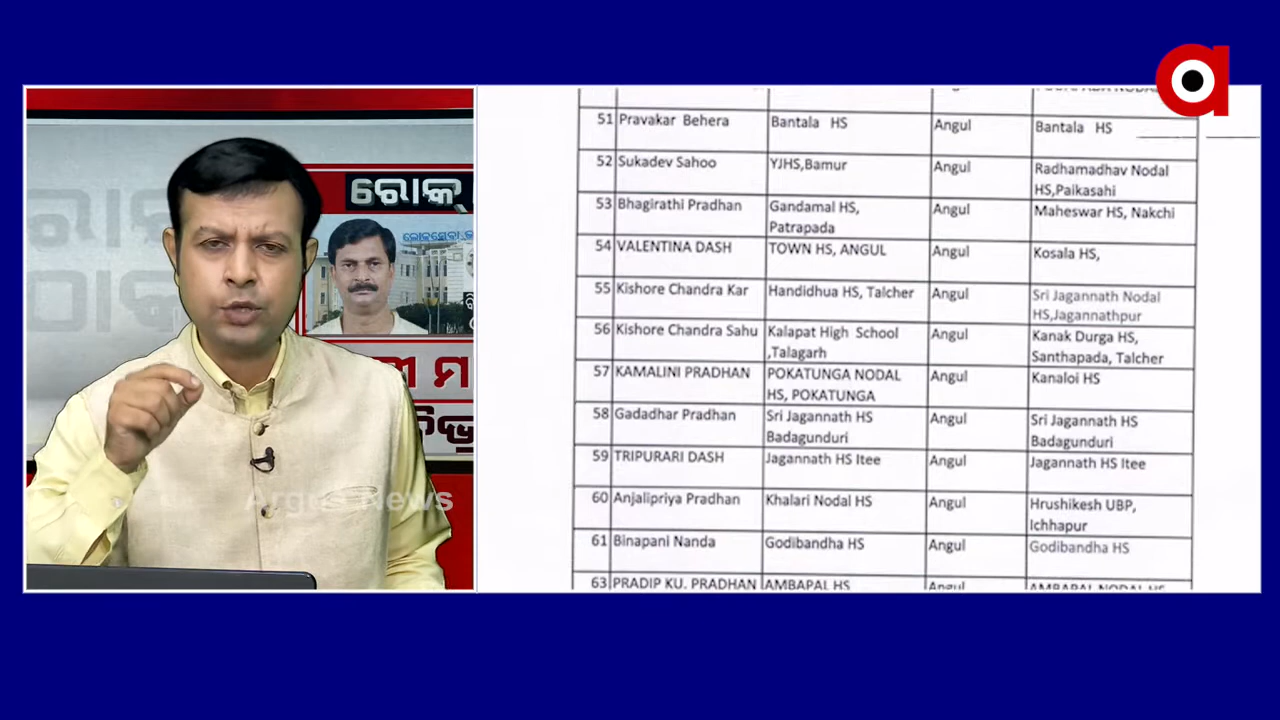 ରୋକ୍
ଠୋକ୍
ରୋକ୍
Argus News
51 Pravakar Behera Bantala HS Angul Bantala HS
52 Sukadev Sahoo YJHS,Bamur Angul Radhamadhav Nodal
HS,Paikasahi
53 Bhagirathi Pradhan Gandamal HS, Angul Maheswar HS, Nakchi
Patrapada
54 VALENTINA DASH TOWN HS, ANGUL Angul Kosala HS,
55 Kishore Chandra Kar Handidhua HS, Talcher Angul Sri Jagannath Nodal
HS,Jagannathpur
56 Kishore Chandra Sahu Kalapat High School Angul Kanak Durga HS,
,Talagarh Santhapada, Talcher
57 KAMALINI PRADHAN POKATUNGA NODAL Angul Kanaloi HS
HS, POKATUNGA
58 Gadadhar Pradhan Sri Jagannath HS Angul Sri Jagannath HS
Badagunduri Badagunduri
59 TRIPURARI DASH Jagannath HS Itee Angul Jagannath HS Itee
60 Anjalipriya Pradhan Khalari Nodal HS Angul Hrushikesh UBP,
Ichhapur
61 Binapani Nanda Godibandha HS Angul Godibandha HS
63 PRADIP KU. PRADHAN AMBAPAL HS Angul AMBAPAL NODAL HS